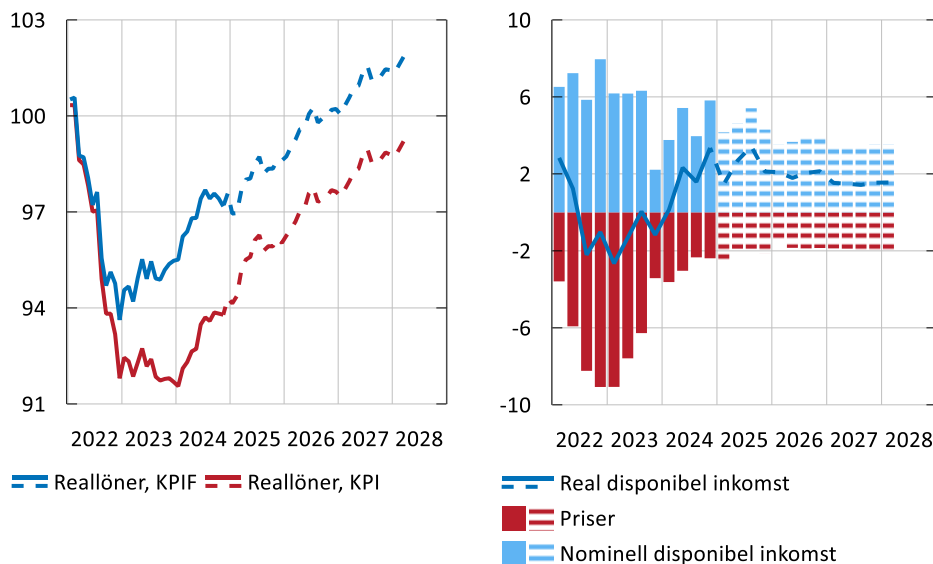 103
100
97
94
91
2022 2023 2024 2025 2026 2027 2028
Reallöner, KPIF Reallöner, KPI
10
6
2
-2
-6
-10
2022 2023 2024 2025 2026 2027 2028
Real disponibel inkomst
Priser
Nominell disponibel inkomst